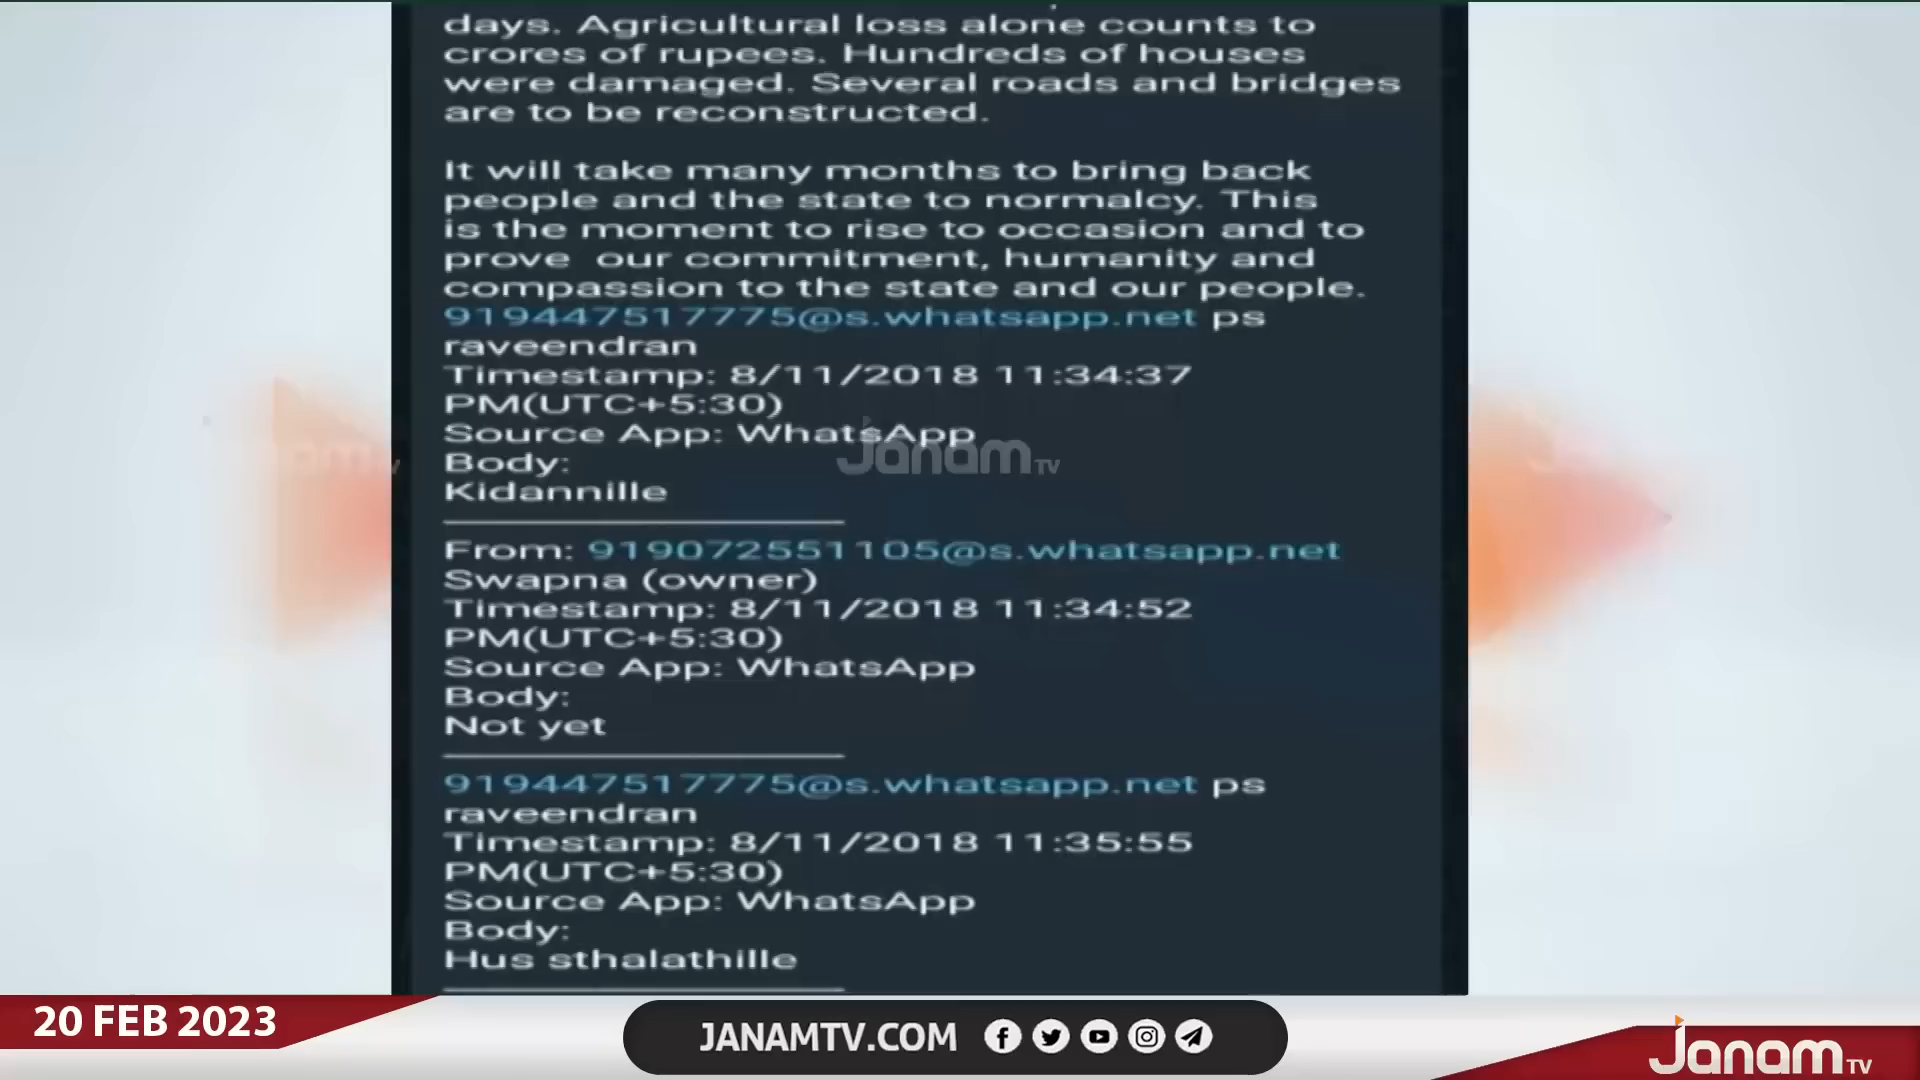 days. Agricultural loss alone counts to
crores of rupees. Hundreds of houses
were damaged. Several roads and bridges
are to be reconstructed.
It will take many months to bring back
people and the state to normalcy. This
is the moment to rise to occasion and to
prove  our commitment, humanity and
compassion to the state and our people.
919447517775@s.whatsapp.net ps
raveendran
Timestamp: 8/11/2018 11:34:37
PM(UTC+5:30)
Source App: WhatsApp
Body:
Kidannille
From: 919072551105@s.whatsapp.net
Swapna (owner)
Timestamp: 8/11/2018 11:34:52
PM(UTC+5:30)
Source App: WhatsApp
Body:
Not yet
919447517775@s.whatsapp.net ps
raveendran
Timestamp: 8/11/2018 11:35:55
PM(UTC+5:30)
Source App: WhatsApp
Body:
Hus sthalathille
Janam TV
20 FEB 2023
JANAMTV.COM
Janam TV